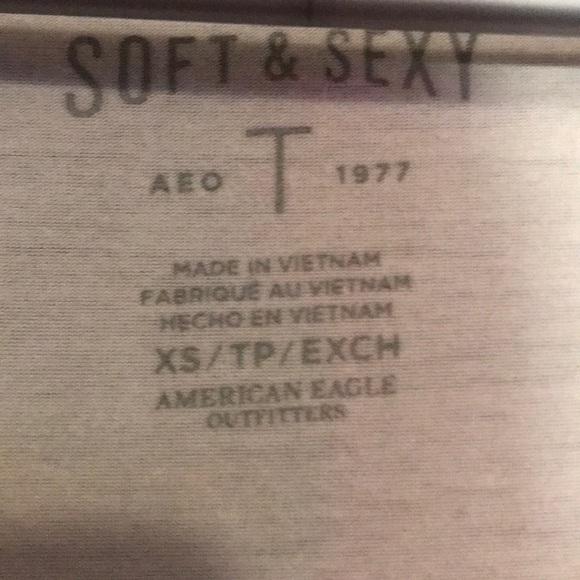 SOFT & SEXY
AEO T 1977
MADE IN VIETNAM
FABRIQUÉ AU VIETNAM
HECHO EN VIETNAM
XS/TP/EXCH
AMERICAN EAGLE
OUTFITTERS